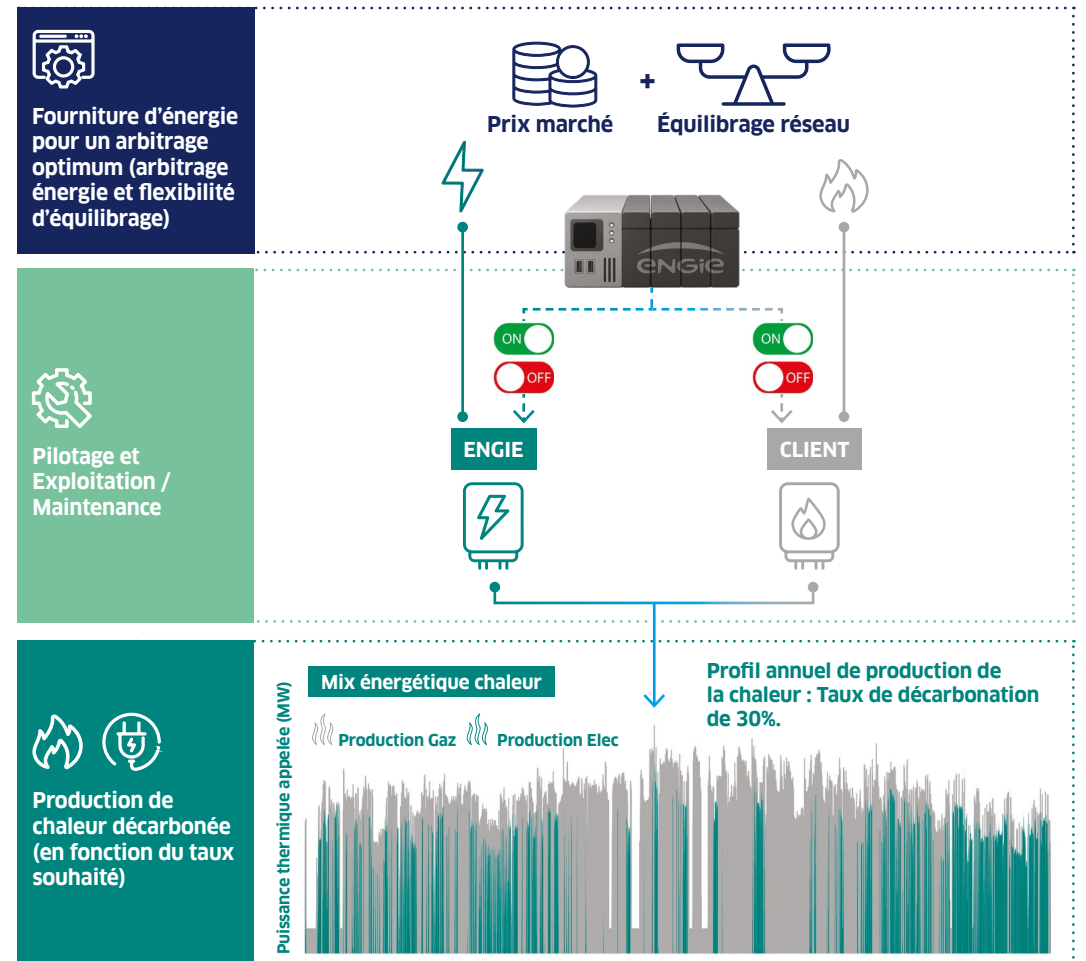 Fourniture d'énergie
pour un arbitrage
optimum (arbitrage
énergie et flexibilité
d'équilibrage)
+
Prix marché
Équilibrage réseau
ENGIE
ON
OFF
ON
OFF
Pilotage et
Exploitation /
Maintenance
ENGIE
CLIENT
Production de
chaleur décarbonée
(en fonction du taux
souhaité)
Puissance thermique appelée (MW)
Mix énergétique chaleur
Production Gaz
Production Elec
Profil annuel de production de
la chaleur : Taux de décarbonation
de 30%.